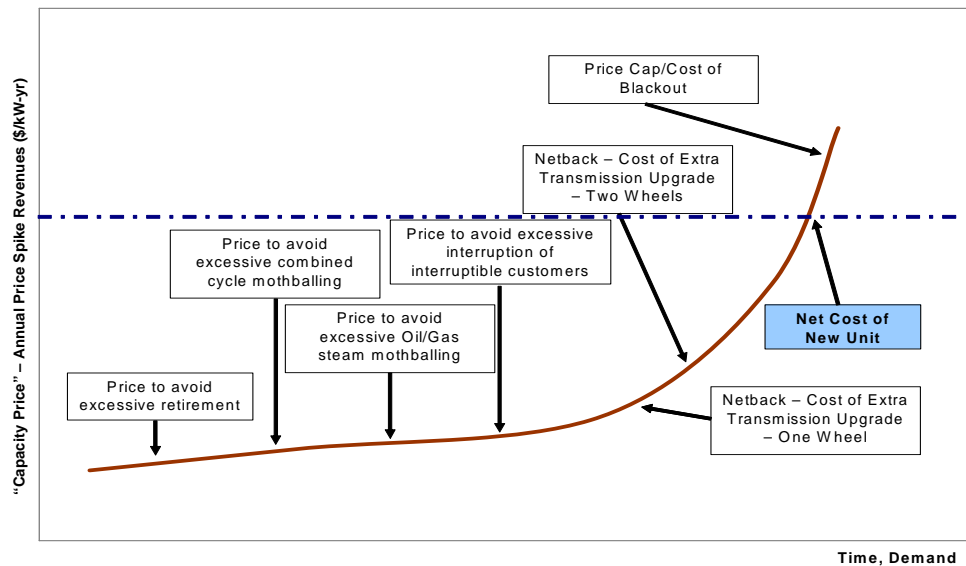 Price Cap/Cost of
Blackout
Netback – Cost of Extra
Transmission Upgrade
– Two Wheels
Price to avoid excessive
interruption of
interruptible customers
Price to avoid
excessive combined
cycle mothballing
Price to avoid
excessive Oil/Gas
steam mothballing
Net Cost of
New Unit
Price to avoid
excessive retirement
Netback – Cost of Extra
Transmission Upgrade
– One Wheel
“Capacity Price” – Annual Price Spike Revenues ($/kW-yr)
Time, Demand